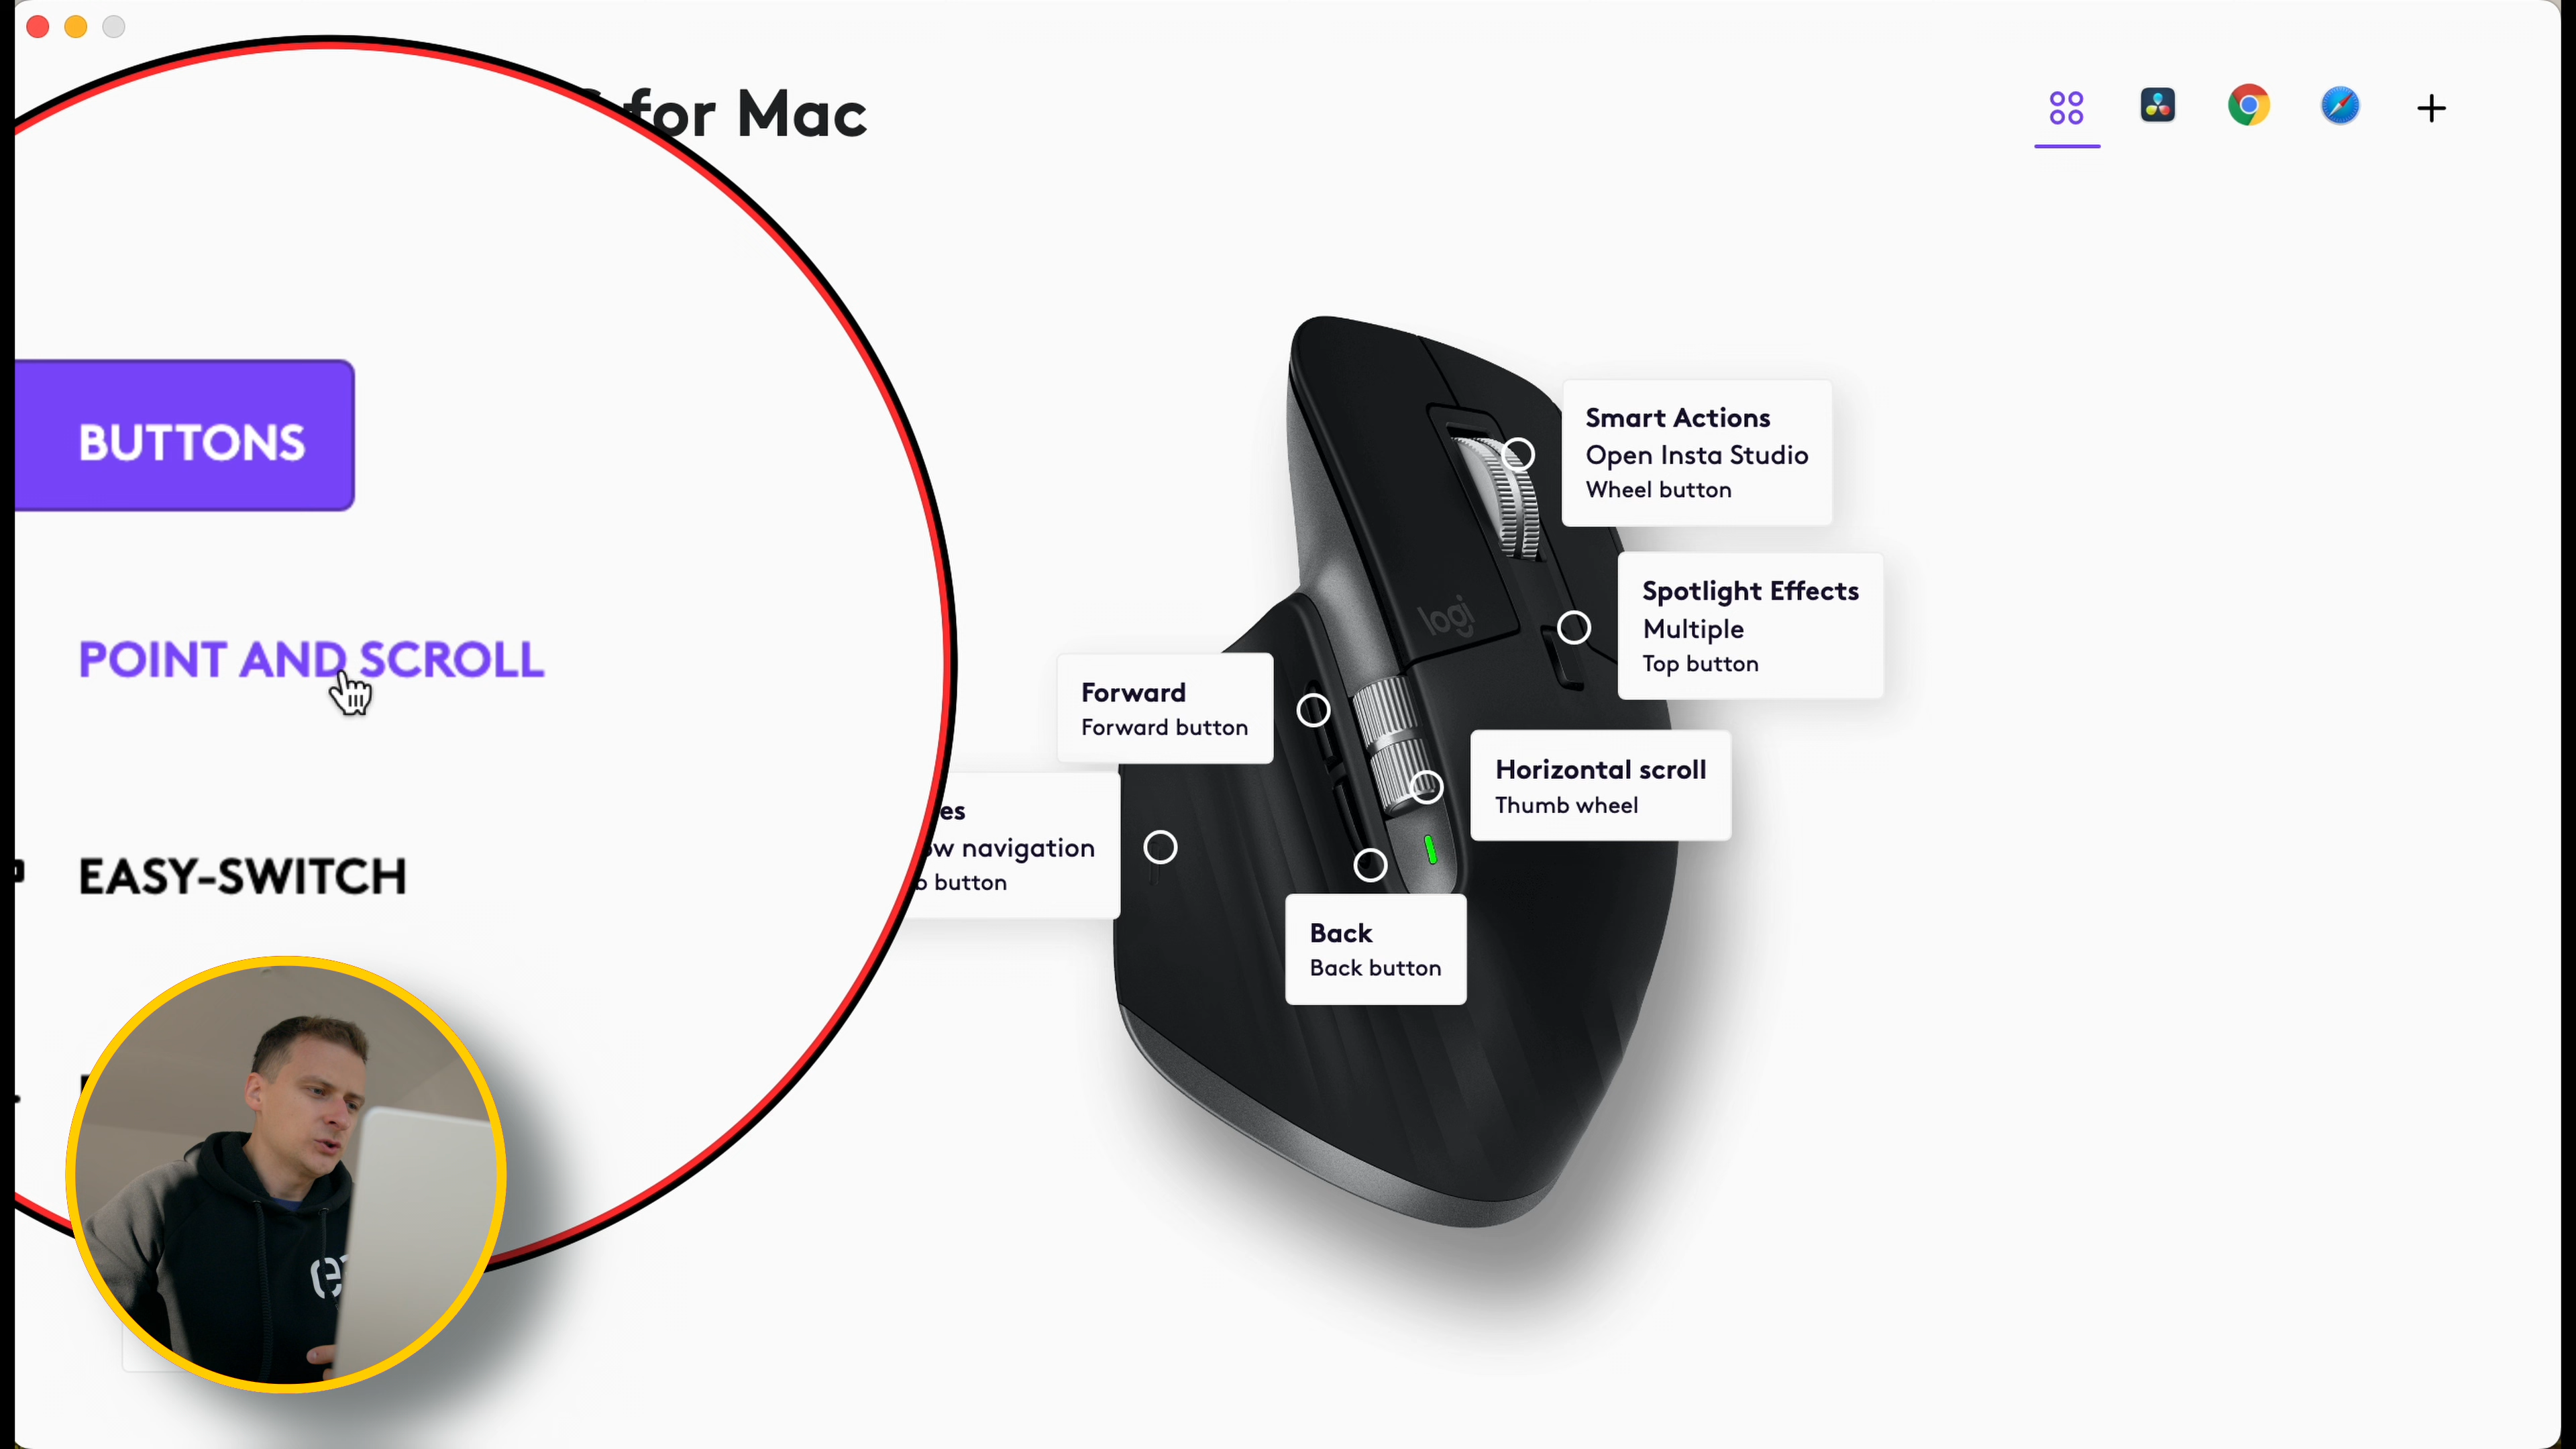 for Mac
BUTTONS
POINT AND SCROLL
EASY-SWITCH
Smart Actions
Open Insta Studio
Wheel button
Spotlight Effects
Multiple
Top button
logi
Forward
Forward button
Horizontal scroll
Thumb wheel
navigation
button
Back
Back button